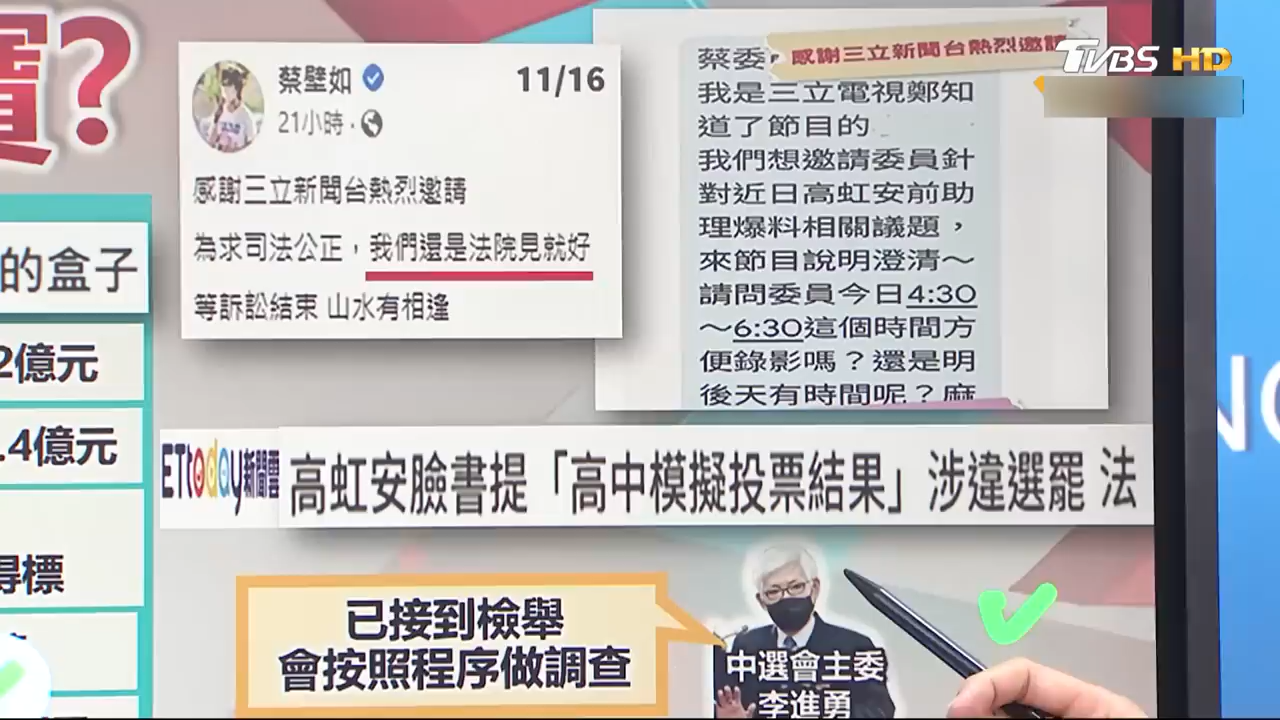 寶?
蔡壁如
11/16
21小時
感謝三立新聞台熱烈邀請
為求司法公正，我們還是法院見就好
等訴訟結束 山水有相逢
感謝三立新聞台熱烈邀請
TVBS HD
蔡委
我是三立電視鄭知
道了節目的
我們想邀請委員針
對近日高虹安前助
理爆料相關議題，
來節目說明澄清～
請問委員今日4:30
～6:30這個時間方
便錄影嗎？還是明
後天有時間呢？麻
的盒子
2億元
.4億元
得標
ETtoday新聞雲
高虹安臉書提「高中模擬投票結果」涉違選罷 法
已接到檢舉
會按照程序做調查
中選會主委
李進勇